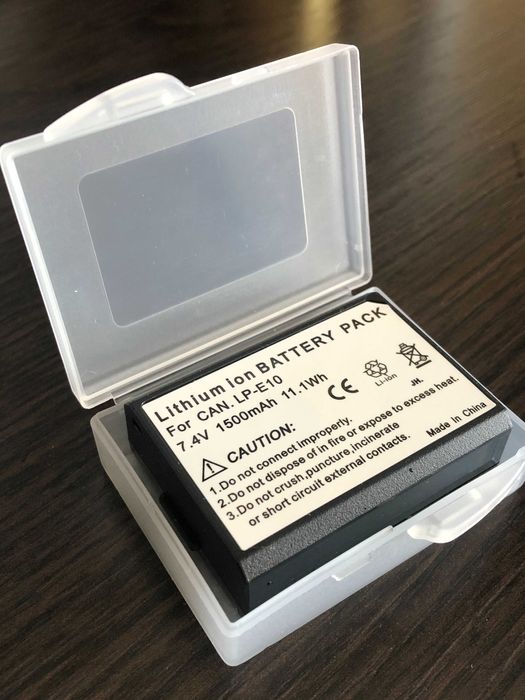 Lithium ion BATTERY PACK
For CAN. LP-E10
7.4V 1500mAh 11.1Wh
CE
Li-ion
JH.
CAUTION:
1.Do not connect improperly.
2.Do not dispose of in fire or expose to excess heat.
3.Do not crush,puncture,incinerate
or short circuit external contacts.
Made in China